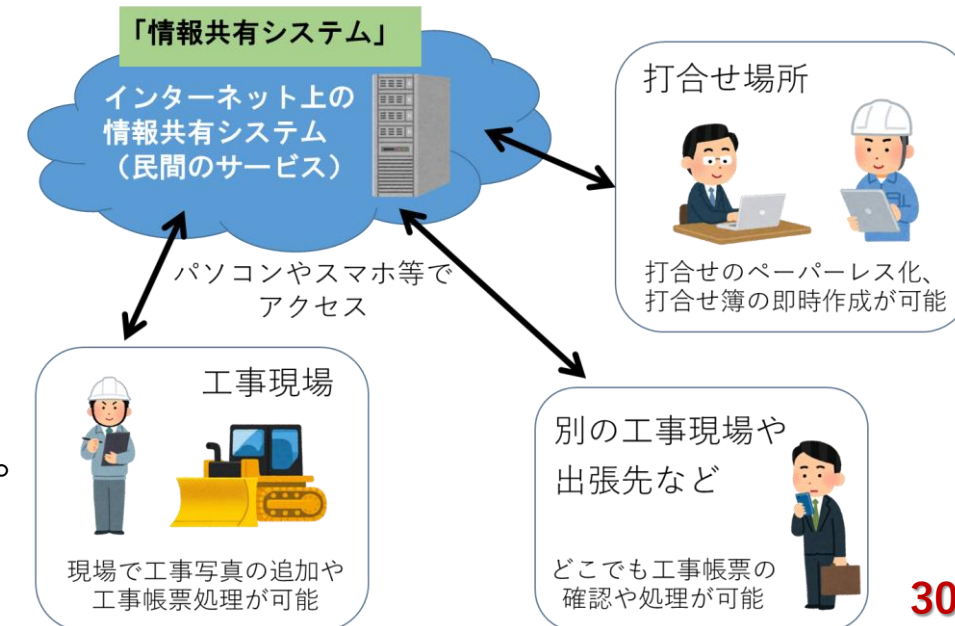 「情報共有システム」
インターネット上の
情報共有システム
（民間のサービス）
打合せ場所
打合せのペーパーレス化、
打合せ簿の即時作成が可能
パソコンやスマホ等で
アクセス
工事現場
現場で工事写真の追加や
工事帳票処理が可能
別の工事現場や
出張先など
どこでも工事帳票の
確認や処理が可能
。
30